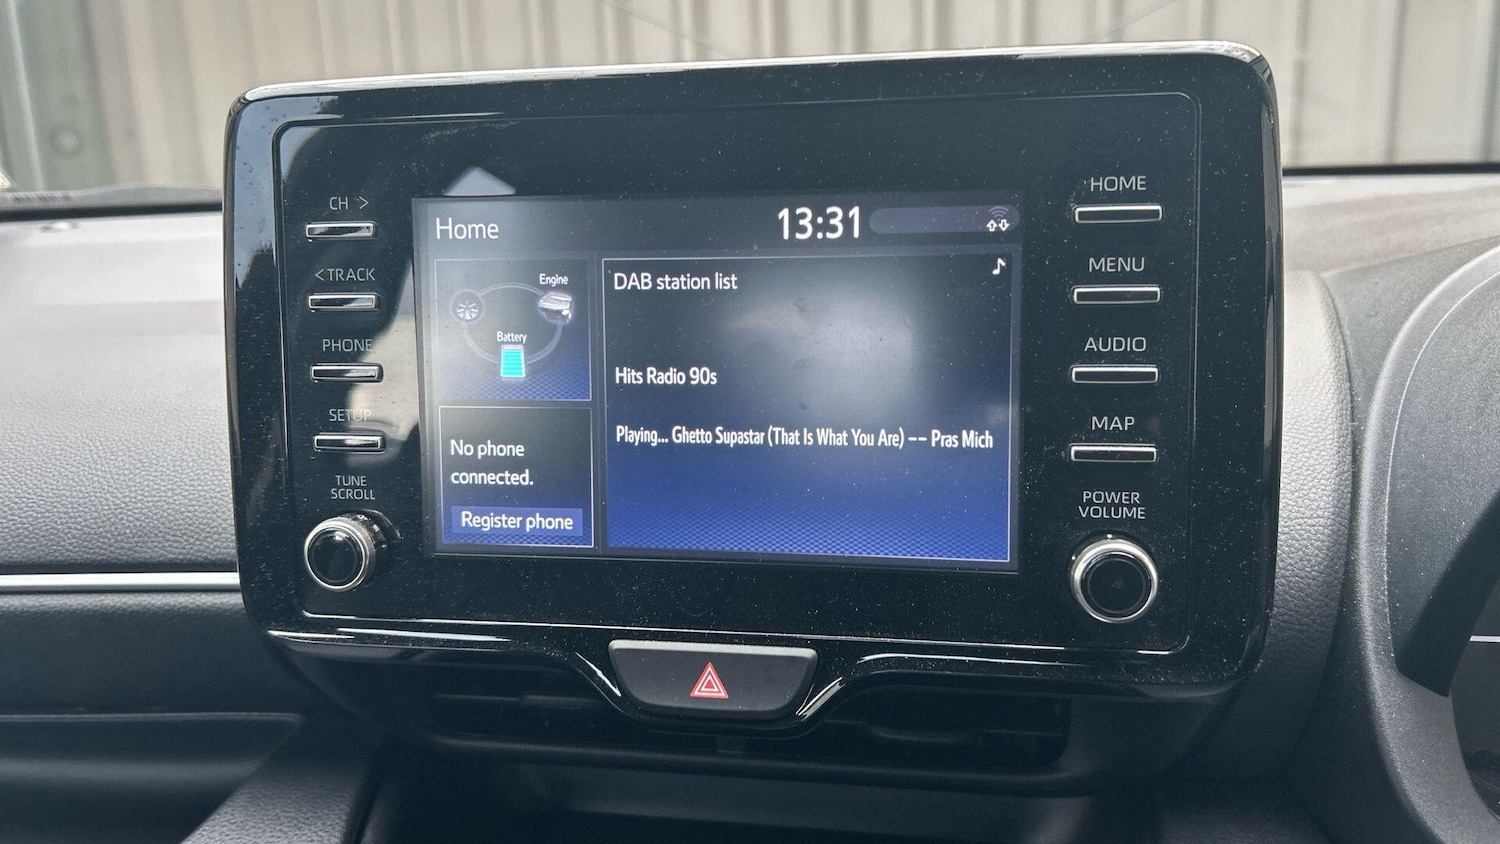 CH >
< TRACK
PHONE
SETUP
TUNE
SCROLL
Home
13:31
Engine
Battery
No phone
connected.
Register phone
DAB station list
Hits Radio 90s
Playing... Ghetto Supastar (That Is What You Are) -- Pras Mich
HOME
MENU
AUDIO
MAP
POWER
VOLUME